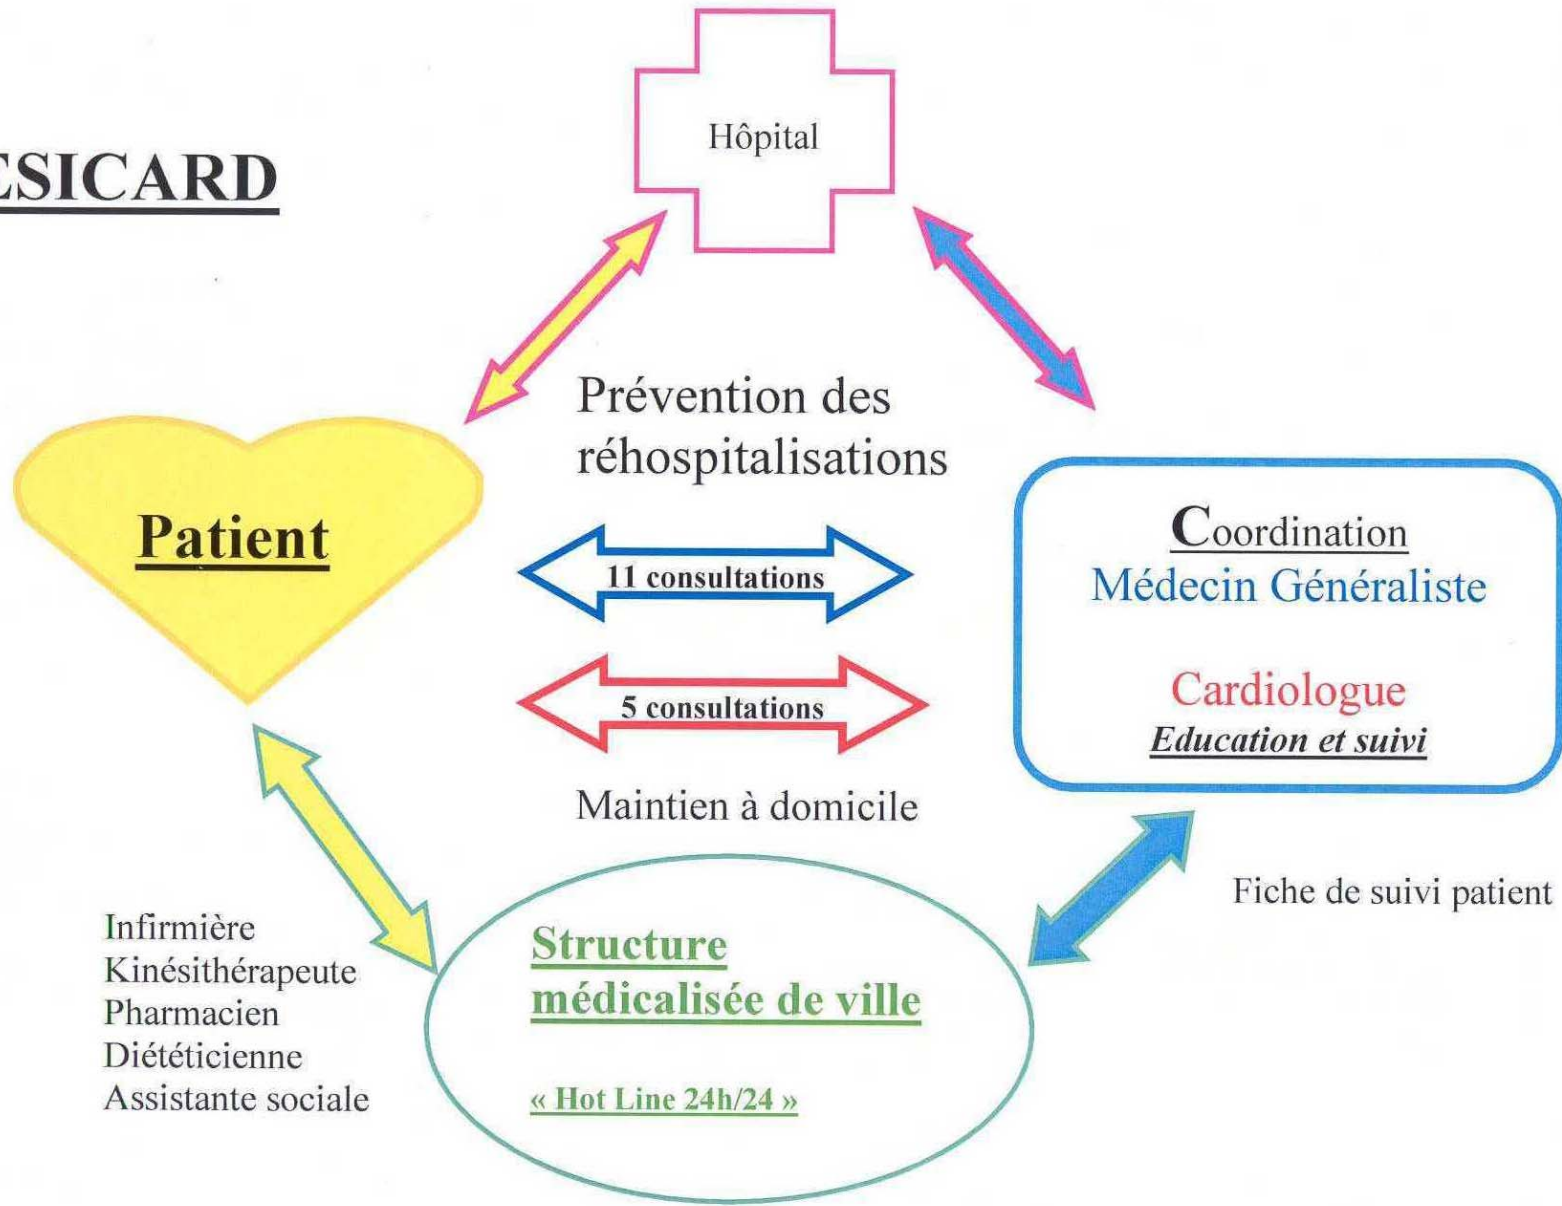 ESICARD
Hôpital
Prévention des
réhospitalisations
Patient
11 consultations
5 consultations
Coordination
Médecin Généraliste
Cardiologue
Education et suivi
Maintien à domicile
Fiche de suivi patient
Infirmière
Kinésithérapeute
Pharmacien
Diététicienne
Assistante sociale
Structure
médicalisée de ville
« Hot Line 24h/24 »